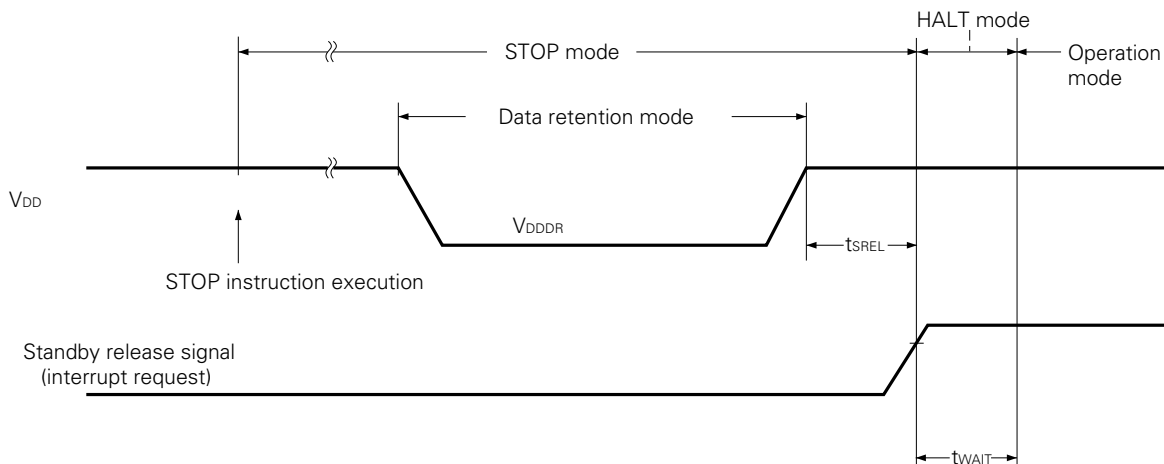 HALT mode
STOP mode
Operation
mode
Data retention mode
VDD
VDDDR
tSREL
STOP instruction execution
Standby release signal
(interrupt request)
tWAIT